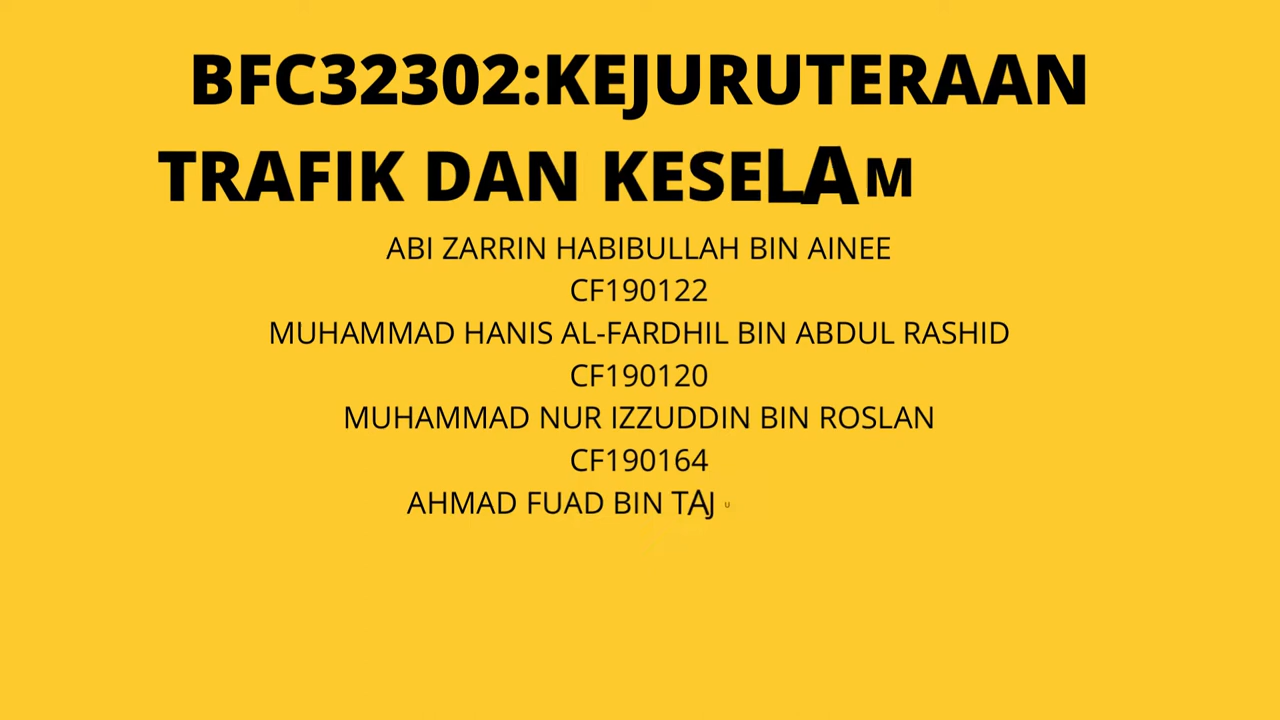 BFC32302:KEJURUTERAAN
TRAFIK DAN KESELAM
ABI ZARRIN HABIBULLAH BIN AINEE
CF190122
MUHAMMAD HANIS AL-FARDHIL BIN ABDUL RASHID
CF190120
MUHAMMAD NUR IZZUDDIN BIN ROSLAN
CF190164
AHMAD FUAD BIN TAJU